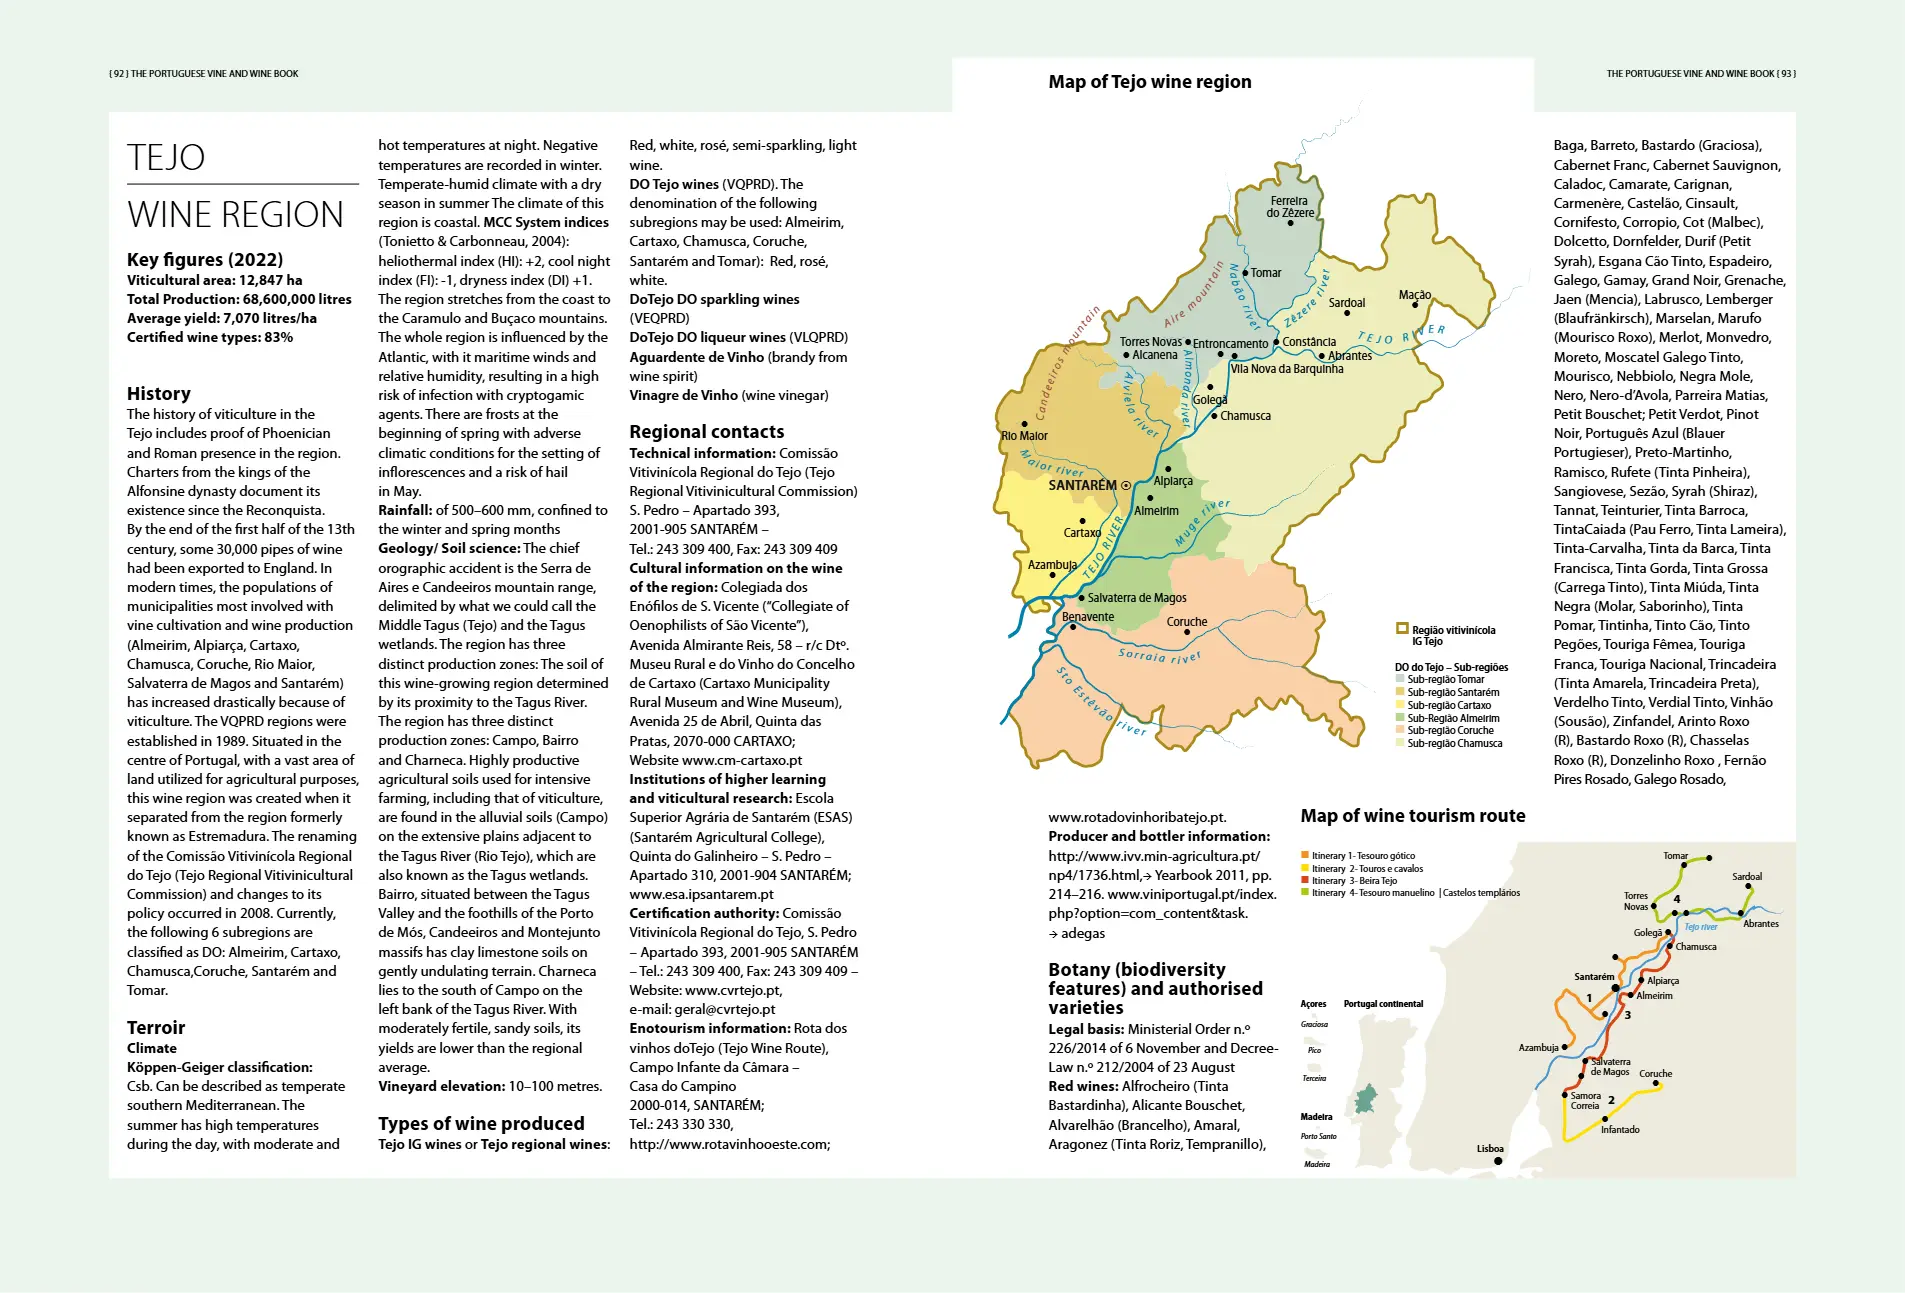 { 92 } THE PORTUGUESE VINE AND WINE BOOK
TEJO
WINE REGION
Key figures (2022)
Viticultural area: 12,847 ha
Total Production: 68,600,000 litres
Average yield: 7,070 litres/ha
Certified wine types: 83%
History
The history of viticulture in the
Tejo includes proof of Phoenician
and Roman presence in the region.
Charters from the kings of the
Alfonsine dynasty document its
existence since the Reconquista.
By the end of the first half of the 13th
century, some 30,000 pipes of wine
had been exported to England. In
modern times, the populations of
municipalities most involved with
vine cultivation and wine production
(Almeirim, Alpiarça, Cartaxo,
Chamusca, Coruche, Rio Maior,
Salvaterra de Magos and Santarém)
has increased drastically because of
viticulture. The VQPRD regions were
established in 1989. Situated in the
centre of Portugal, with a vast area of
land utilized for agricultural purposes,
this wine region was created when it
separated from the region formerly
known as Estremadura. The renaming
of the Comissão Vitivinícola Regional
do Tejo (Tejo Regional Vitivinicultural
Commission) and changes to its
policy occurred in 2008. Currently,
the following 6 subregions are
classified as DO: Almeirim, Cartaxo,
Chamusca,Coruche, Santarém and
Tomar.
Terroir
Climate
Köppen-Geiger classification:
Csb. Can be described as temperate
southern Mediterranean. The
summer has high temperatures
during the day, with moderate and
hot temperatures at night. Negative
temperatures are recorded in winter.
Temperate-humid climate with a dry
season in summer The climate of this
region is coastal. MCC System indices
(Tonietto & Carbonneau, 2004):
heliothermal index (HI): +2, cool night
index (FI): -1, dryness index (DI) +1.
The region stretches from the coast to
the Caramulo and Buçaco mountains.
The whole region is influenced by the
Atlantic, with it maritime winds and
relative humidity, resulting in a high
risk of infection with cryptogamic
agents. There are frosts at the
beginning of spring with adverse
climatic conditions for the setting of
inflorescences and a risk of hail
in May.
Rainfall: of 500–600 mm, confined to
the winter and spring months
Geology/ Soil science: The chief
orographic accident is the Serra de
Aires e Candeeiros mountain range,
delimited by what we could call the
Middle Tagus (Tejo) and the Tagus
wetlands. The region has three
distinct production zones: The soil of
this wine-growing region determined
by its proximity to the Tagus River.
The region has three distinct
production zones: Campo, Bairro
and Charneca. Highly productive
agricultural soils used for intensive
farming, including that of viticulture,
are found in the alluvial soils (Campo)
on the extensive plains adjacent to
the Tagus River (Rio Tejo), which are
also known as the Tagus wetlands.
Bairro, situated between the Tagus
Valley and the foothills of the Porto
de Mós, Candeeiros and Montejunto
massifs has clay limestone soils on
gently undulating terrain. Charneca
lies to the south of Campo on the
left bank of the Tagus River. With
moderately fertile, sandy soils, its
yields are lower than the regional
average.
Vineyard elevation: 10–100 metres.
Types of wine produced
Tejo IG wines or Tejo regional wines:
Red, white, rosé, semi-sparkling, light
wine.
DO Tejo wines (VQPRD). The
denomination of the following
subregions may be used: Almeirim,
Cartaxo, Chamusca, Coruche,
Santarém and Tomar): Red, rosé,
white.
DoTejo DO sparkling wines
(VEQPRD)
DoTejo DO liqueur wines (VLQPRD)
Aguardente de Vinho (brandy from
wine spirit)
Vinagre de Vinho (wine vinegar)
Regional contacts
Technical information: Comissão
Vitivinícola Regional do Tejo (Tejo
Regional Vitivinicultural Commission)
S. Pedro – Apartado 393,
2001-905 SANTARÉM –
Tel.: 243 309 400, Fax: 243 309 409
Cultural information on the wine
of the region: Colegiada dos
Enófilos de S. Vicente (“Collegiate of
Oenophilists of São Vicente”),
Avenida Almirante Reis, 58 – r/c Dtº.
Museu Rural e do Vinho do Concelho
de Cartaxo (Cartaxo Municipality
Rural Museum and Wine Museum),
Avenida 25 de Abril, Quinta das
Pratas, 2070-000 CARTAXO;
Website www.cm-cartaxo.pt
Institutions of higher learning
and viticultural research: Escola
Superior Agrária de Santarém (ESAS)
(Santarém Agricultural College),
Quinta do Galinheiro – S. Pedro –
Apartado 310, 2001-904 SANTARÉM;
www.esa.ipsantarem.pt
Certification authority: Comissão
Vitivinícola Regional do Tejo, S. Pedro
– Apartado 393, 2001-905 SANTARÉM
– Tel.: 243 309 400, Fax: 243 309 409 –
Website: www.cvrtejo.pt,
e-mail: geral@cvrtejo.pt
Enotourism information: Rota dos
vinhos doTejo (Tejo Wine Route),
Campo Infante da Câmara –
Casa do Campino
2000-014, SANTARÉM;
Tel.: 243 330 330,
http://www.rotavinhooeste.com;
THE PORTUGUESE VINE AND WINE BOOK { 93 }
Map of Tejo wine region
Ferreira
do Zêzere
Tomar
Nabão river
Zêzere river
Aire mountain
Candeeiros mountain
Sardoal
Mação
TEJO RIVER
Torres Novas
Entroncamento
Constância
Alcanena
Abrantes
Vila Nova da Barquinha
Almonda river
Alviela river
Golegã
Chamusca
Rio Maior
Maior river
SANTARÉM
Alpiarça
Almeirim
Muge river
Cartaxo
TEJO RIVER
Azambuja
Salvaterra de Magos
Benavente
Coruche
Sorraia river
Sto Estêvão river
Região vitivinícola
IG Tejo
DO do Tejo – Sub-regiões
Sub-região Tomar
Sub-região Santarém
Sub-região Cartaxo
Sub-Região Almeirim
Sub-região Coruche
Sub-região Chamusca
www.rotadovinhoribatejo.pt.
Producer and bottler information:
http://www.ivv.min-agricultura.pt/
np4/1736.html,→ Yearbook 2011, pp.
214–216. www.viniportugal.pt/index.
php?option=com_content&task.
→ adegas
Botany (biodiversity
features) and authorised
varieties
Legal basis: Ministerial Order n.º
226/2014 of 6 November and Decree-
Law n.º 212/2004 of 23 August
Red wines: Alfrocheiro (Tinta
Bastardinha), Alicante Bouschet,
Alvarelhão (Brancelho), Amaral,
Aragonez (Tinta Roriz, Tempranillo),
Baga, Barreto, Bastardo (Graciosa),
Cabernet Franc, Cabernet Sauvignon,
Caladoc, Camarate, Carignan,
Carmenère, Castelão, Cinsault,
Cornifesto, Corropio, Cot (Malbec),
Dolcetto, Dornfelder, Durif (Petit
Syrah), Esgana Cão Tinto, Espadeiro,
Galego, Gamay, Grand Noir, Grenache,
Jaen (Mencia), Labrusco, Lemberger
(Blaufränkisch), Marselan, Marufo
(Mourisco Roxo), Merlot, Monvedro,
Moreto, Moscatel Galego Tinto,
Mourisco, Nebbiolo, Negra Mole,
Nero, Nero-d’Avola, Parreira Matias,
Petit Bouschet; Petit Verdot, Pinot
Noir, Português Azul (Blauer
Portugieser), Preto-Martinho,
Ramisco, Rufete (Tinta Pinheira),
Sangiovese, Sezão, Syrah (Shiraz),
Tannat, Teinturier, Tinta Barroca,
TintaCaiada (Pau Ferro, Tinta Lameira),
Tinta-Carvalha, Tinta da Barca, Tinta
Francisca, Tinta Gorda, Tinta Grossa
(Carrega Tinto), Tinta Miúda, Tinta
Negra (Molar, Saborinho), Tinta
Pomar, Tintinha, Tinto Cão, Tinto
Pegões, Touriga Fêmea, Touriga
Franca, Touriga Nacional, Trincadeira
(Tinta Amarela, Trincadeira Preta),
Verdelho Tinto, Verdial Tinto, Vinhão
(Sousão), Zinfandel, Arinto Roxo
(R), Bastardo Roxo (R), Chasselas
Roxo (R), Donzelinho Roxo , Fernão
Pires Rosado, Galego Rosado,
Map of wine tourism route
Itinerary 1- Tesouro gótico
Itinerary 2- Touros e cavalos
Itinerary 3- Beira Tejo
Itinerary 4- Tesouro manuelino | Castelos templários
Tomar
Sardoal
Torres
Novas
4
Abrantes
Tejo river
Golegã
Chamusca
Santarém
Alpiarça
1
Almeirim
3
Azambuja
Salvaterra
de Magos
Coruche
Samora
Correia
2
Infantado
Lisboa
Açores
Portugal continental
Graciosa
Pico
Terceira
Madeira
Porto Santo
Madeira